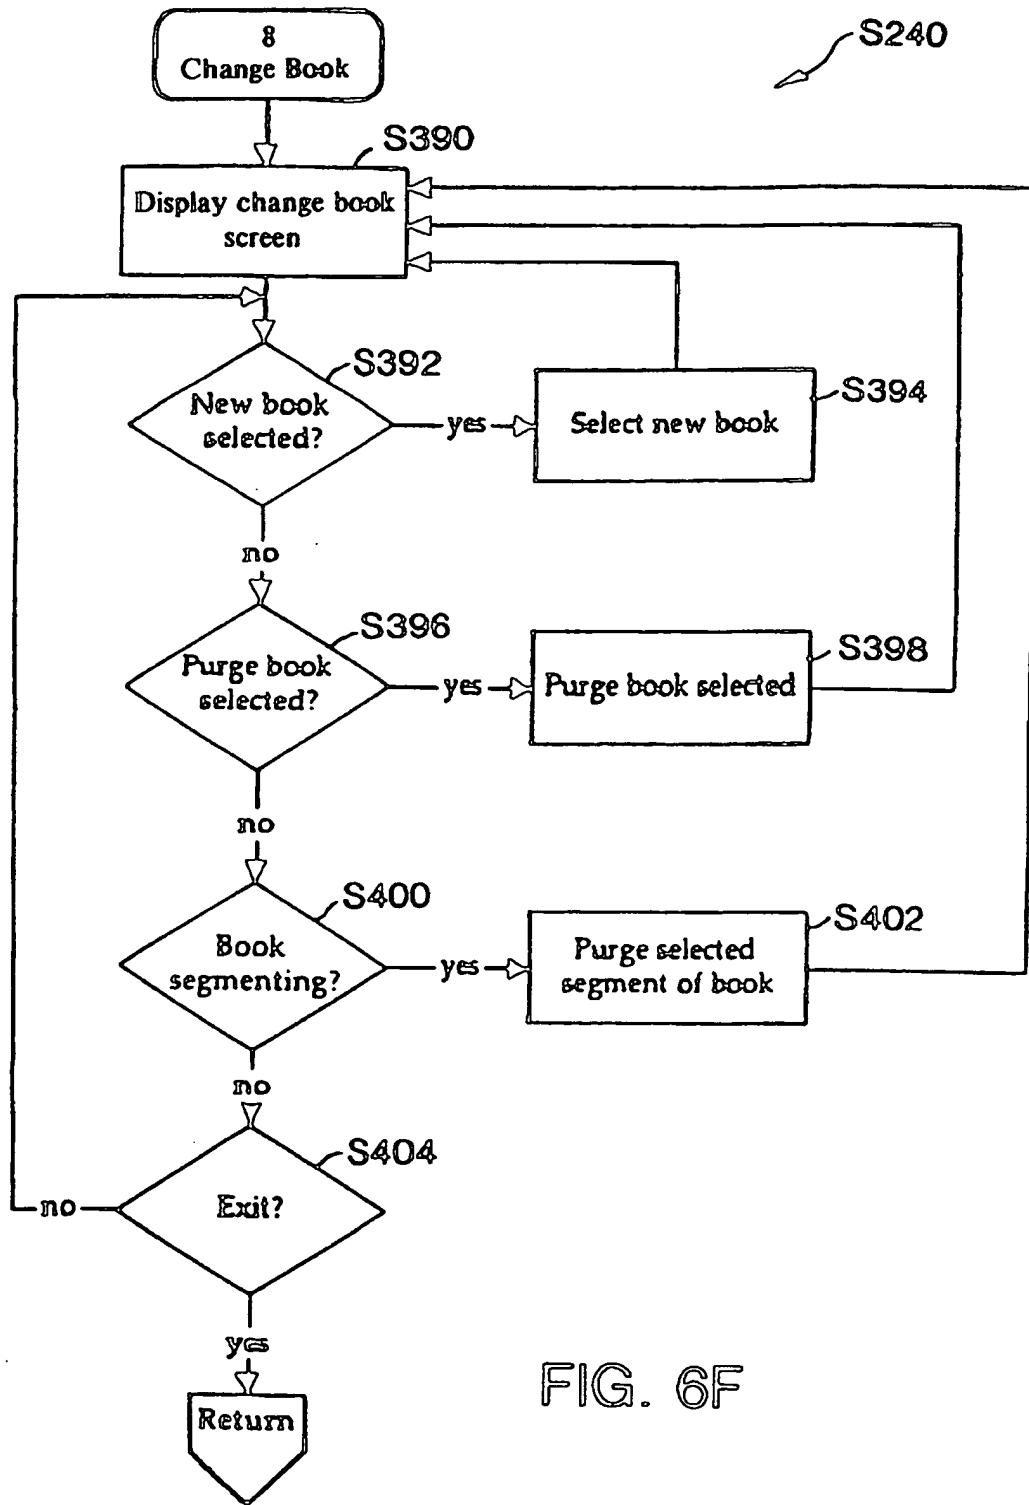 S240
8
Change Book
S390
Display change book
screen
S392
New book
selected?
yes
S394
Select new book
no
S396
Purge book
selected?
yes
S398
Purge book selected
no
S400
Book
segmenting?
yes
S402
Purge selected
segment of book
no
S404
Exit?
no
yes
Return
FIG. 6F